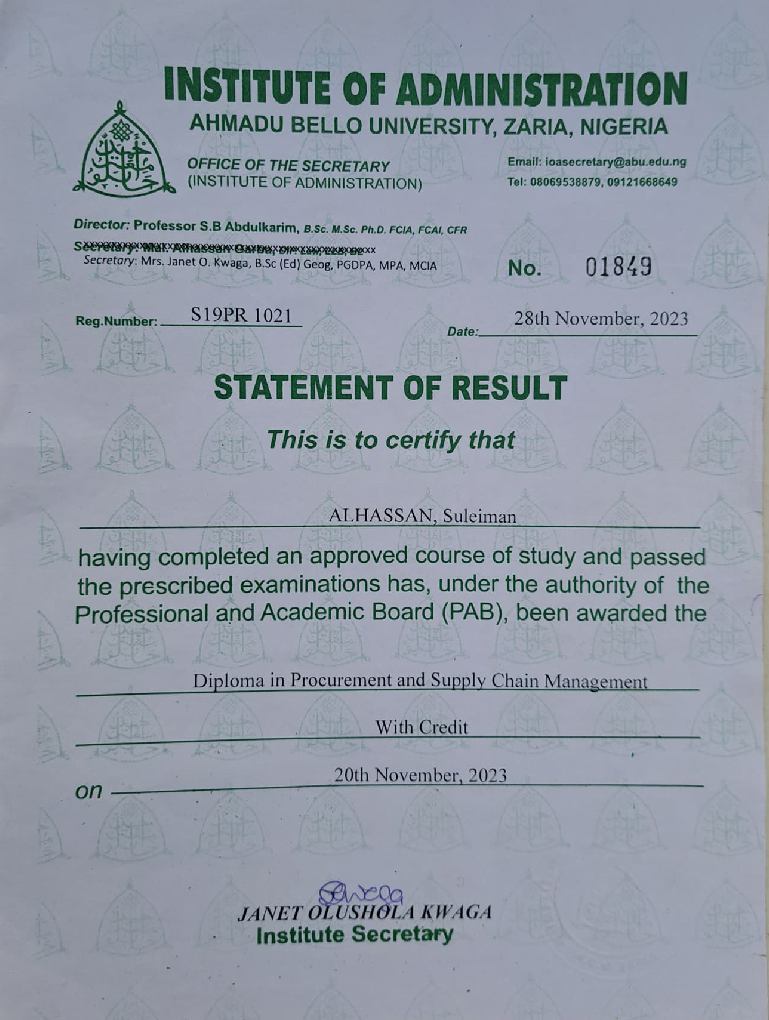 INSTITUTE OF ADMINISTRATION
AHMADU BELLO UNIVERSITY, ZARIA, NIGERIA
OFFICE OF THE SECRETARY
(INSTITUTE OF ADMINISTRATION)
Email: ioasecretary@abu.edu.ng
Tel: 08069538879, 09121668649
Director: Professor S.B Abdulkarim, B.Sc. M.Sc. Ph.D. FCIA, FCAI, CFR
Secretary: Mal. Alhassan Garba,
Secretary: Mrs. Janet O. Kwaga, B.Sc (Ed) Geog, PGDPA, MPA, MCIA
No. 01849
Reg.Number: S19PR 1021
Date: 28th November, 2023
STATEMENT OF RESULT
This is to certify that
ALHASSAN, Suleiman
having completed an approved course of study and passed
the prescribed examinations has, under the authority of the
Professional and Academic Board (PAB), been awarded the
Diploma in Procurement and Supply Chain Management
With Credit
on 20th November, 2023
JANET OLUSHOLA KWAGA
Institute Secretary